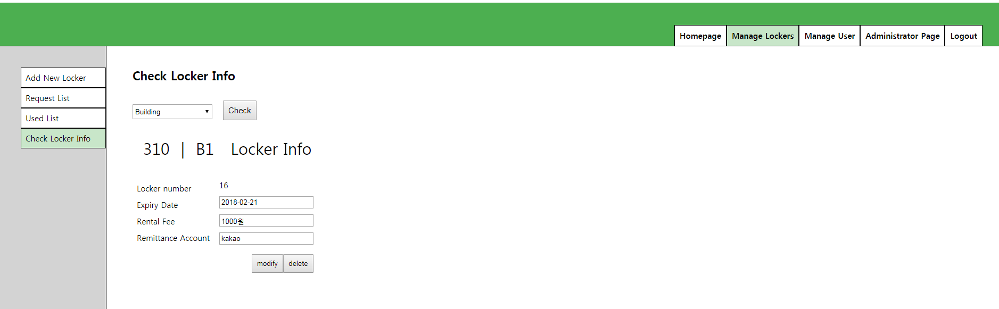 Homepage Manage Lockers Manage User Administrator Page Logout
Add New Locker
Request List
Used List
Check Locker Info
Check Locker Info
Building Check
310 | B1 Locker Info
Locker number 16
Expiry Date 2018-02-21
Rental Fee 1000원
Remittance Account kakao
modify delete